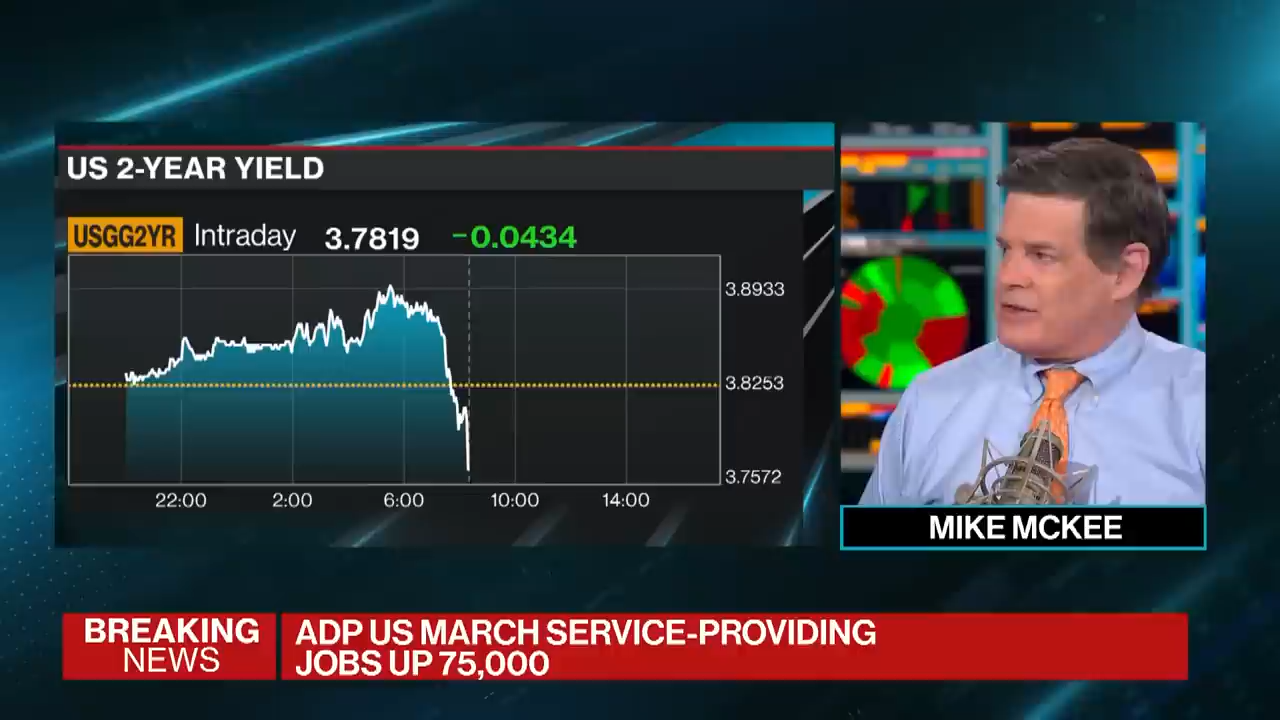 US 2-YEAR YIELD
USGG2YR Intraday 3.7819 -0.0434
3.8933
3.8253
3.7572
22:00 2:00 6:00 10:00 14:00
MIKE MCKEE
BREAKING NEWS
ADP US MARCH SERVICE-PROVIDING
JOBS UP 75,000